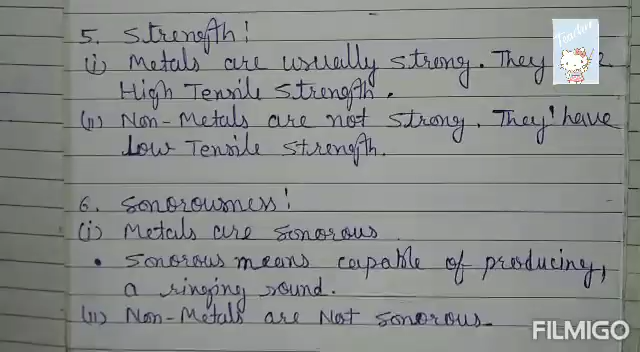 Teacher
5. Strength:
(i) Metals are usually strong. They
High Tensile Strength.
(ii) Non-Metals are not strong. They have
Low Tensile Strength.
6. Sonorousness:
(i) Metals are Sonorous
• Sonorous means capable of producing,
a ringing sound.
(ii) Non-Metals are Not Sonorous.
FILMIGO